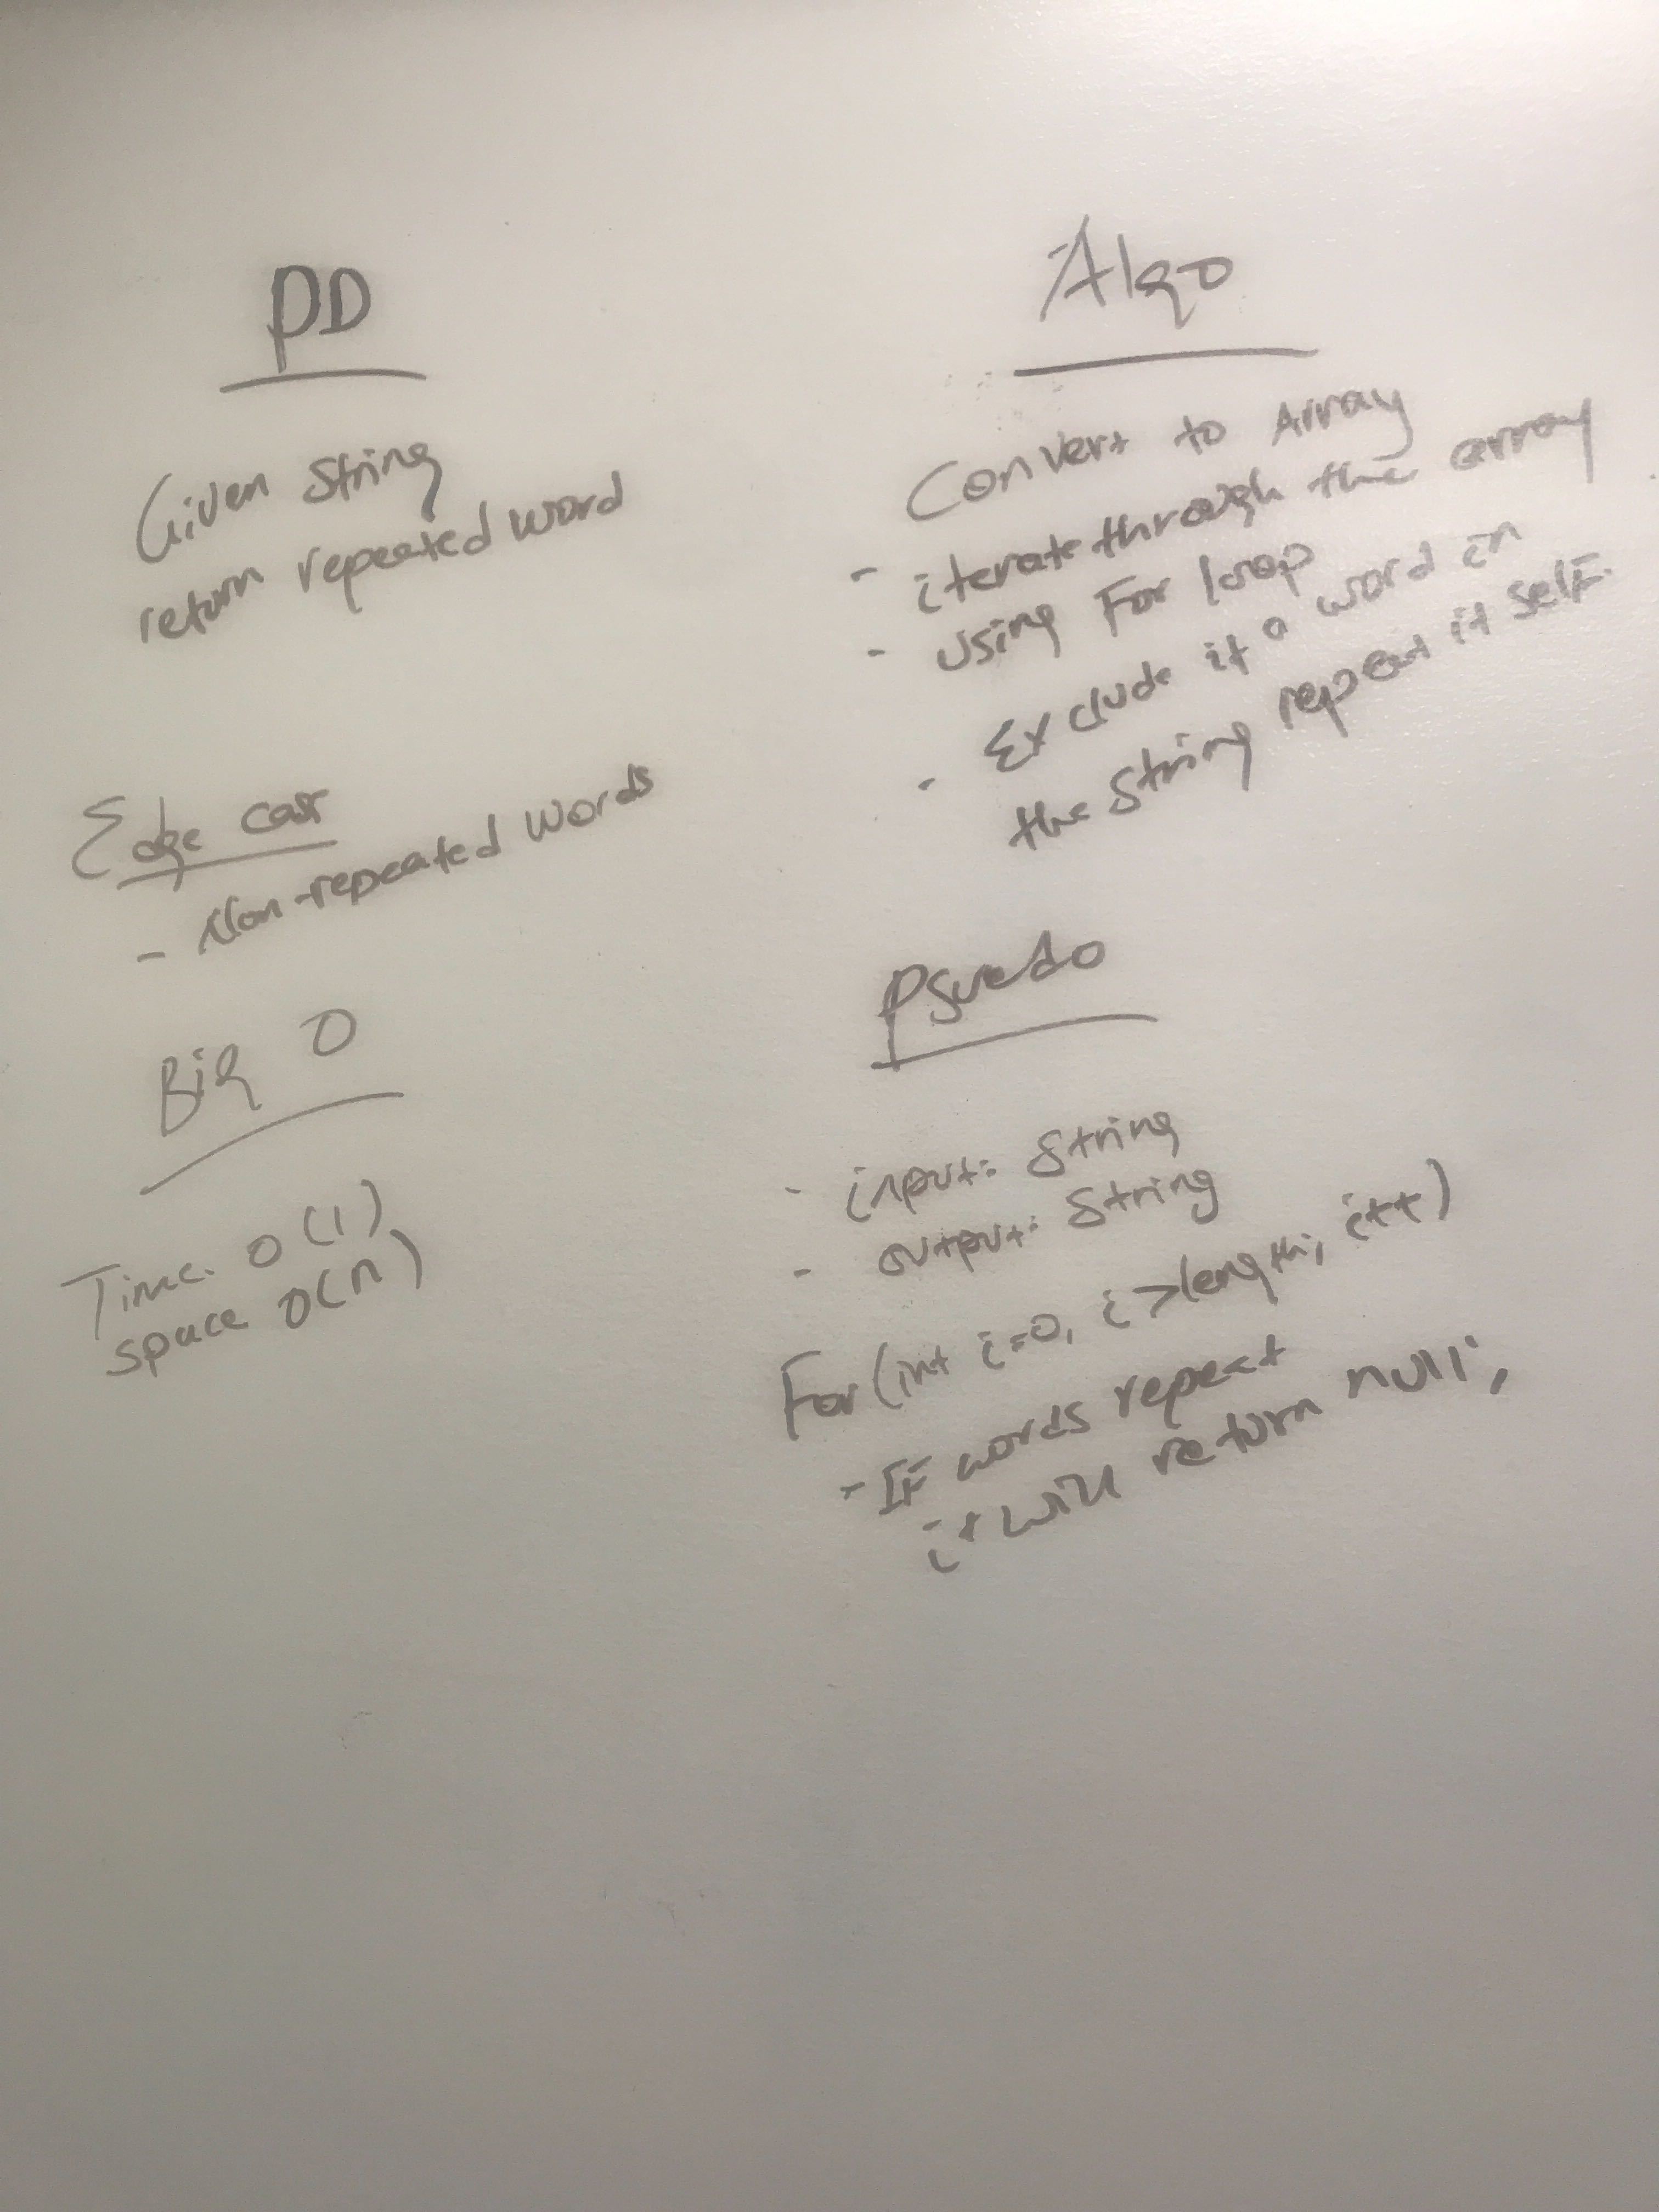 PD
Given String
return repeated word
Edge case
- Non-repeated words
Big O
Time. O(1)
space O(n)
Algo
Convert to Array
- iterate through the array
- Using For loop
- Exclude it a word in
the String repeat it self.
Psuedo
- input: String
- output: String
For (int i=0, i>length; i++)
- IF words repeat
it will return null;